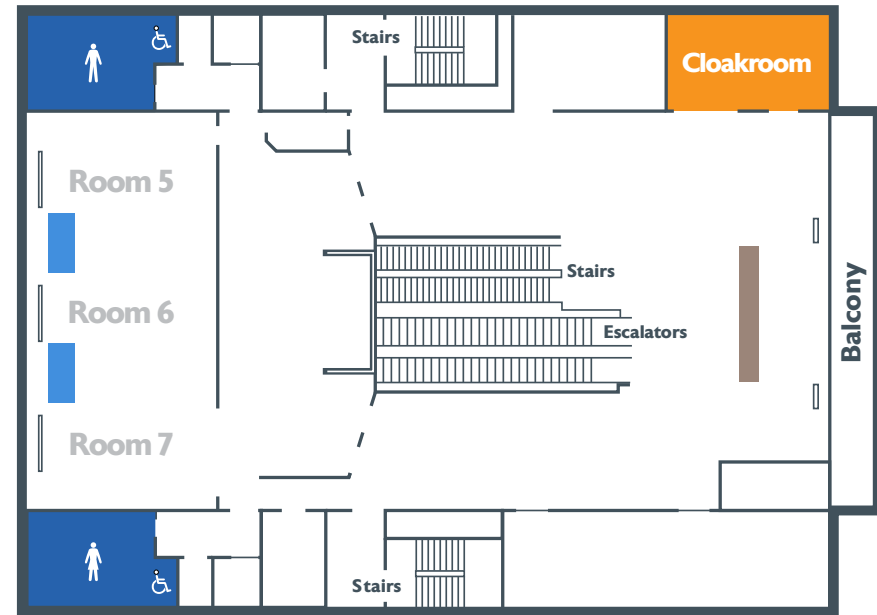 Stairs
Cloakroom
Room 5
Stairs
Room 6
Escalators
Balcony
Room 7
Stairs